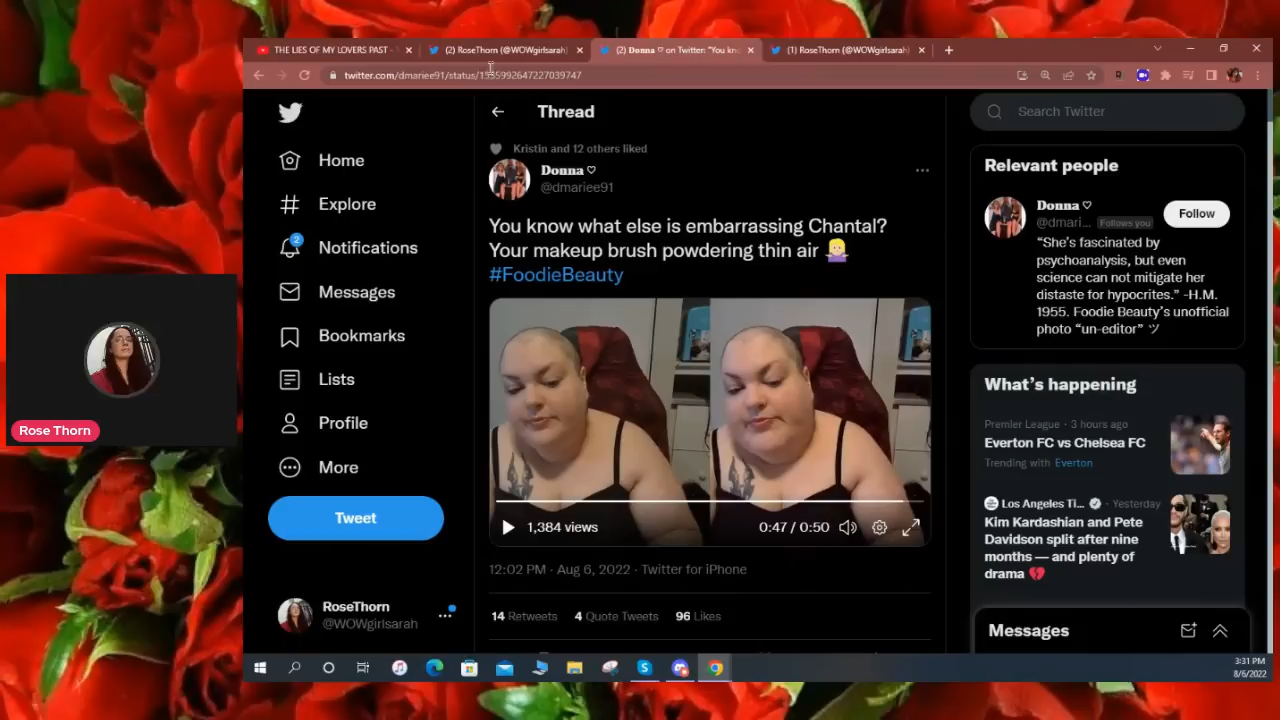 THE LIES OF MY LOVERS PAST -
(2) RoseThorn (@WOWgirlsarah)
(2) Donna ♡ on Twitter: "You kno
(1) RoseThorn (@WOWgirlsarah)
twitter.com/dmariee91/status/1555992647227039747
Thread
Search Twitter
Home
Explore
2
Notifications
Messages
Bookmarks
Lists
Profile
More
Tweet
RoseThorn
@WOWgirlsarah
Kristin and 12 others liked
Donna ♡
@dmariee91
You know what else is embarrassing Chantal?
Your makeup brush powdering thin air 🤷🏼‍♀️
#FoodieBeauty
1,384 views
0:47 / 0:50
12:02 PM · Aug 6, 2022 · Twitter for iPhone
14 Retweets 4 Quote Tweets 96 Likes
Relevant people
Donna ♡
@dmari... Follows you
Follow
“She’s fascinated by
psychoanalysis, but even
science can not mitigate her
distaste for hypocrites.” -H.M.
1955. Foodie Beauty’s unofficial
photo “un-editor” ツ
What’s happening
Premier League · 3 hours ago
Everton FC vs Chelsea FC
Trending with Everton
Los Angeles Ti... · Yesterday
Kim Kardashian and Pete
Davidson split after nine
months — and plenty of
drama 💔
Messages
Rose Thorn
3:31 PM
8/6/2022